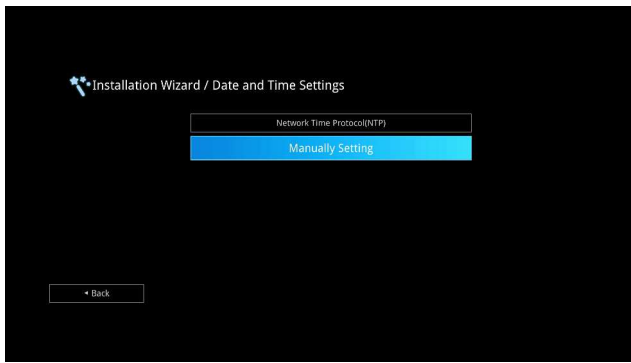 Installation Wizard / Date and Time Settings
Network Time Protocol(NTP)
Manually Setting
◂ Back